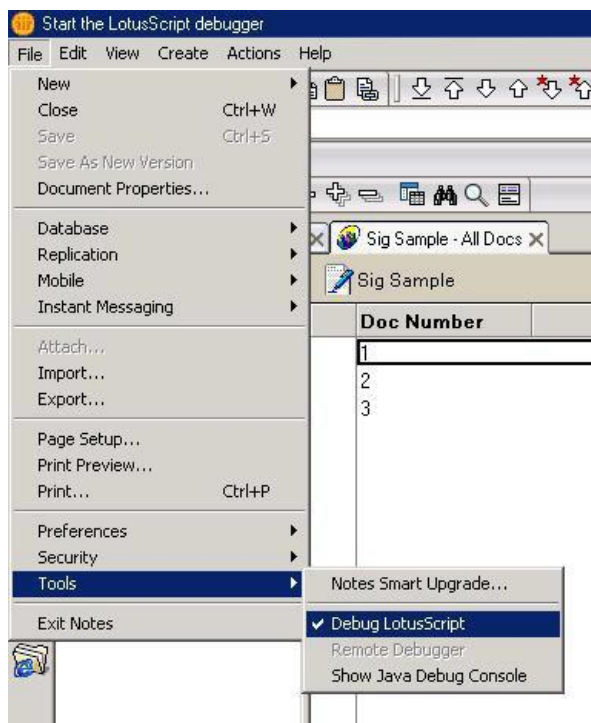 Start the LotusScript debugger
File Edit View Create Actions Help
New
Close Ctrl+W
Save Ctrl+S
Save As New Version
Document Properties...
Database
Replication
Mobile
Instant Messaging
Attach...
Import...
Export...
Page Setup...
Print Preview...
Print... Ctrl+P
Preferences
Security
Tools
Exit Notes
Sig Sample - All Docs
Sig Sample
Doc Number
1
2
3
Notes Smart Upgrade...
Debug LotusScript
Remote Debugger
Show Java Debug Console